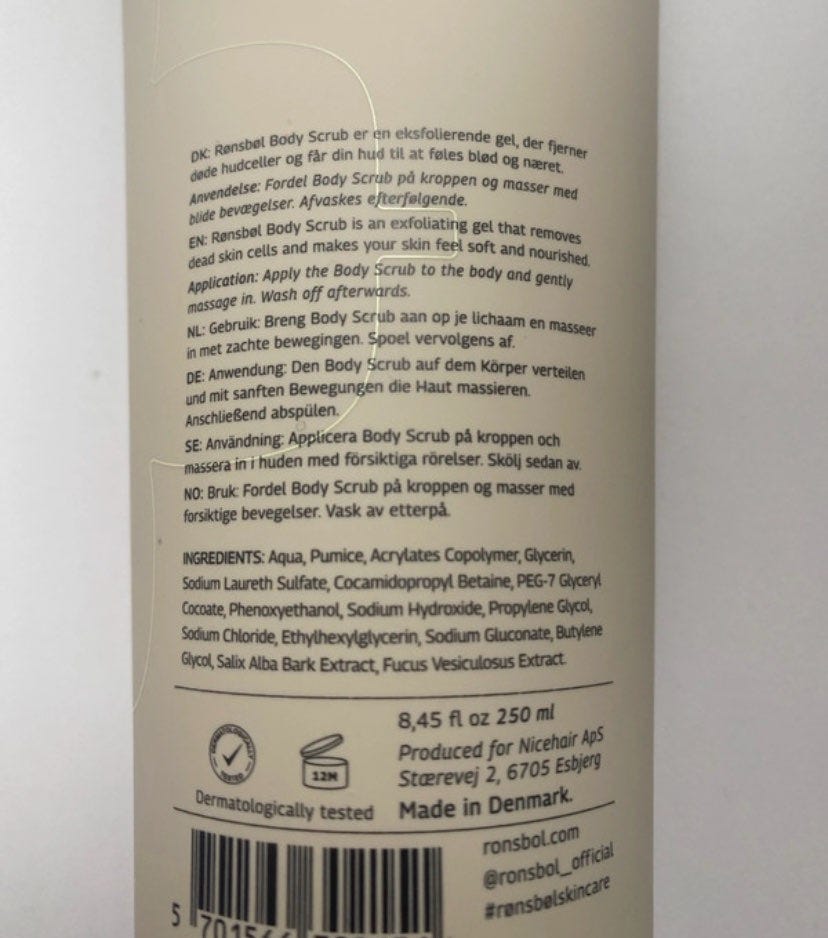 DK: Rønsbøl Body Scrub er en eksfolierende gel, der fjerner
døde hudceller og får din hud til at føles blød og næret.
Anvendelse: Fordel Body Scrub på kroppen og masser med
blide bevægelser. Afvaskes efterfølgende.
EN: Rønsbøl Body Scrub is an exfoliating gel that removes
dead skin cells and makes your skin feel soft and nourished.
Application: Apply the Body Scrub to the body and gently
massage in. Wash off afterwards.
NL: Gebruik: Breng Body Scrub aan op je lichaam en masseer
in met zachte bewegingen. Spoel vervolgens af.
DE: Anwendung: Den Body Scrub auf dem Körper verteilen
und mit sanften Bewegungen die Haut massieren.
Anschließend abspülen.
SE: Användning: Applicera Body Scrub på kroppen och
massera in i huden med försiktiga rörelser. Skölj sedan av.
NO: Bruk: Fordel Body Scrub på kroppen og masser med
forsiktige bevegelser. Vask av etterpå.
INGREDIENTS: Aqua, Pumice, Acrylates Copolymer, Glycerin,
Sodium Laureth Sulfate, Cocamidopropyl Betaine, PEG-7 Glyceryl
Cocoate, Phenoxyethanol, Sodium Hydroxide, Propylene Glycol,
Sodium Chloride, Ethylhexylglycerin, Sodium Gluconate, Butylene
Glycol, Salix Alba Bark Extract, Fucus Vesiculosus Extract.
DERMATOLOGICALLY
TESTED
12M
Dermatologically tested
8,45 fl oz 250 ml
Produced for Nicehair ApS
Stærevej 2, 6705 Esbjerg
Made in Denmark.
ronsbol.com
@ronsbol_official
#rønsbølskincare
5